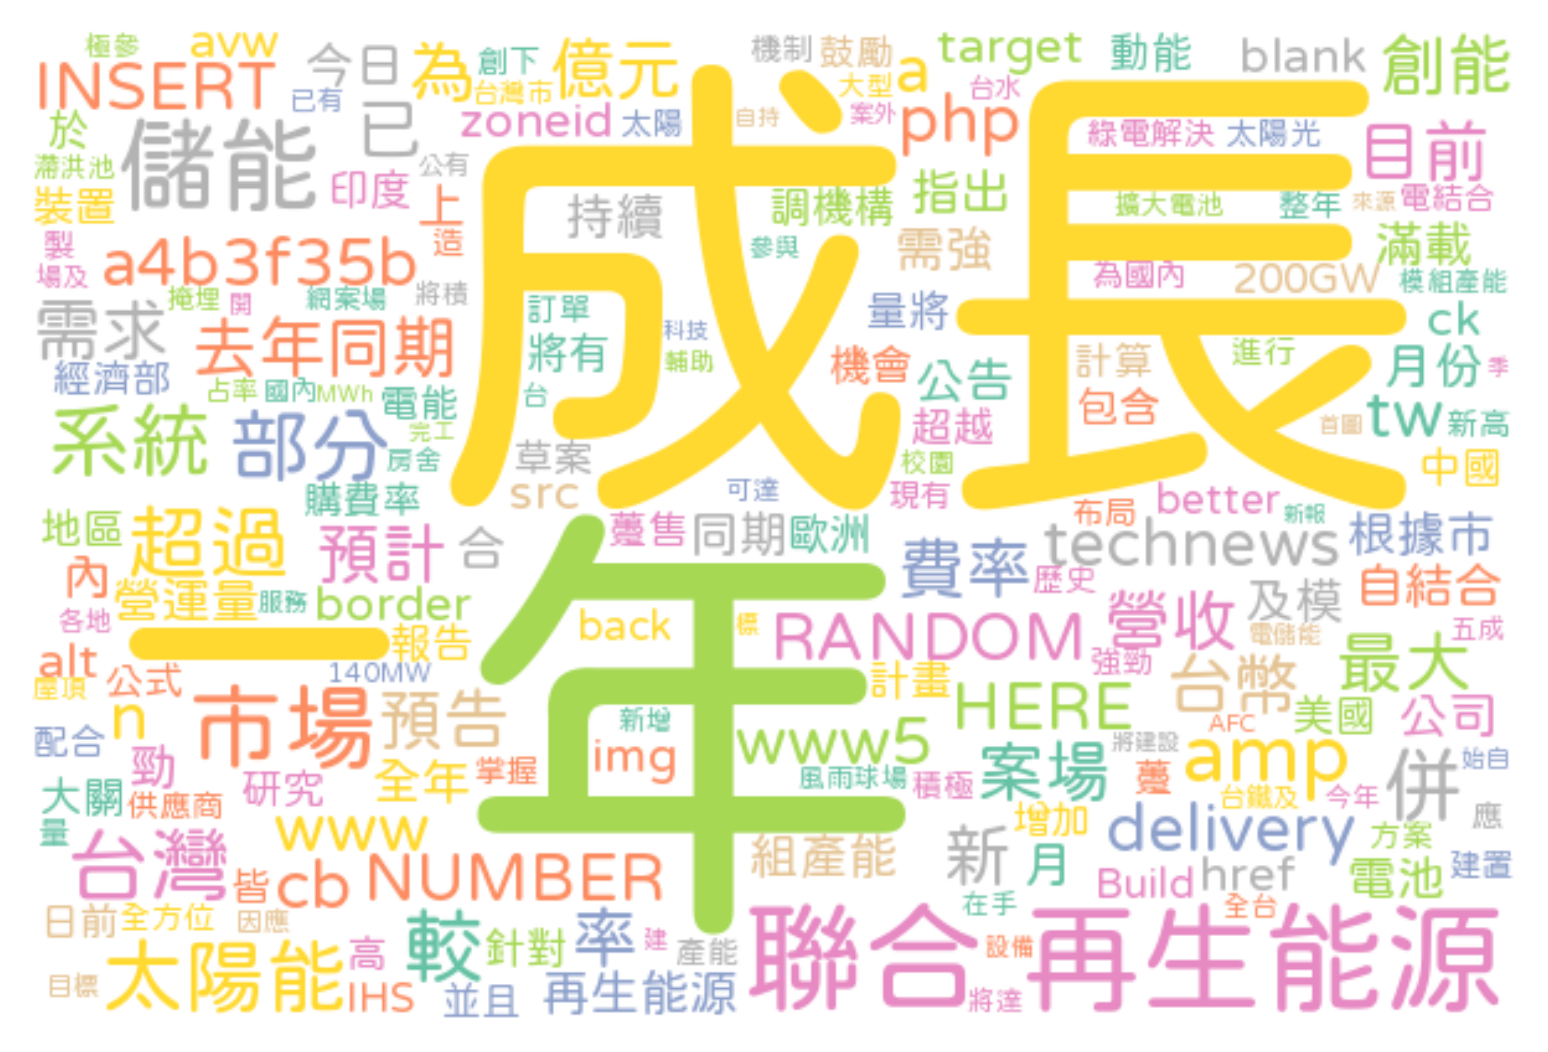 極參 avw 今日 為 創下 億元 機制 鼓勵 a target 動能 blank 創能
INSERT 已有 台灣市 大型 台水
於 儲能 已 zoneid 太陽 自持 案外 php 綠電解決 太陽光 目前
滯洪池 公有 成長
裝置 印度 上 持續 調機構 指出 擴大電池 整年 來源 電結合
製 造 參與 需強 滿載
場及 a4b3f35b 將積 為國內 200GW 模組產能
掩埋 開 網案場 訂單 量將 ck
需求 去年同期 將有 科技 輔助 機會 公告 計算 進行 月份 季
經濟部 占率 國內 MWh 電能 台 包含
系統 部分 完工 超越 首圖 tw 新高
房舍 草案 校園 中國
購費率 src 可達 現有 布局 better 新報
地區 超過 預計 合 躉售 同期 歐洲 費率 technews 根據市
內 營運量 服務 border 歷史 及模 自結合
各地 一 報告 年 back 標 RANDOM 營收 電儲能 五成
alt 屋頂 公式 140MW 計畫 強勁 台幣 最大
n 市場 預告 新增 HERE AFC 美國 公司
配合 勁 img www5 將建設 始自
大關 供應商 研究 全年 掌握 風雨球場 積極 案場 躉 amp 台鐵及 今年 併
量 www 增加 delivery 方案 應
台灣 皆 cb NUMBER 組產能 新 月 Build href 電池 建置
日前 全方位 因應 在手 全台
太陽能 高 較 針對 率 建 產能 聯合 設備 再生能源
目標 IHS 並且 再生能源 將達